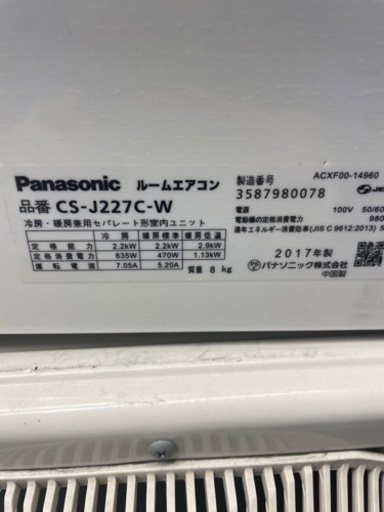 ACXF00-14960
Panasonic ルームエアコン
製造番号
3587980078
品番 CS-J227C-W
電源 100V 50/60
電動機の定格消費電力 980
冷房・暖房兼用セパレート形室内ユニット
通年エネルギー消費効率(JIS C 9612:2013) 5
冷房 暖房標準 暖房低温
定格能力 2.2kW 2.2kW 2.9kW
定格消費電力 635W 470W 1.13kW
運転電流 7.05A 5.20A
質量 8 kg
2017年製
パナソニック株式会社
中国製